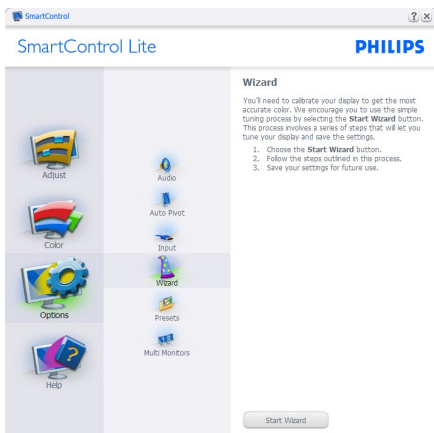 SmartControl
? X
SmartControl Lite
PHILIPS
Adjust
Color
Options
Help
Audio
Auto Pivot
Input
Wizard
Presets
Multi Monitors
Wizard
You'll need to calibrate your display to get the most
accurate color. We encourage you to use the simple
tuning process by selecting the Start Wizard button.
This process involves a series of steps that will let you
tune your display and save the settings.
1. Choose the Start Wizard button.
2. Follow the steps outlined in this process.
3. Save your settings for future use.
Start Wizard